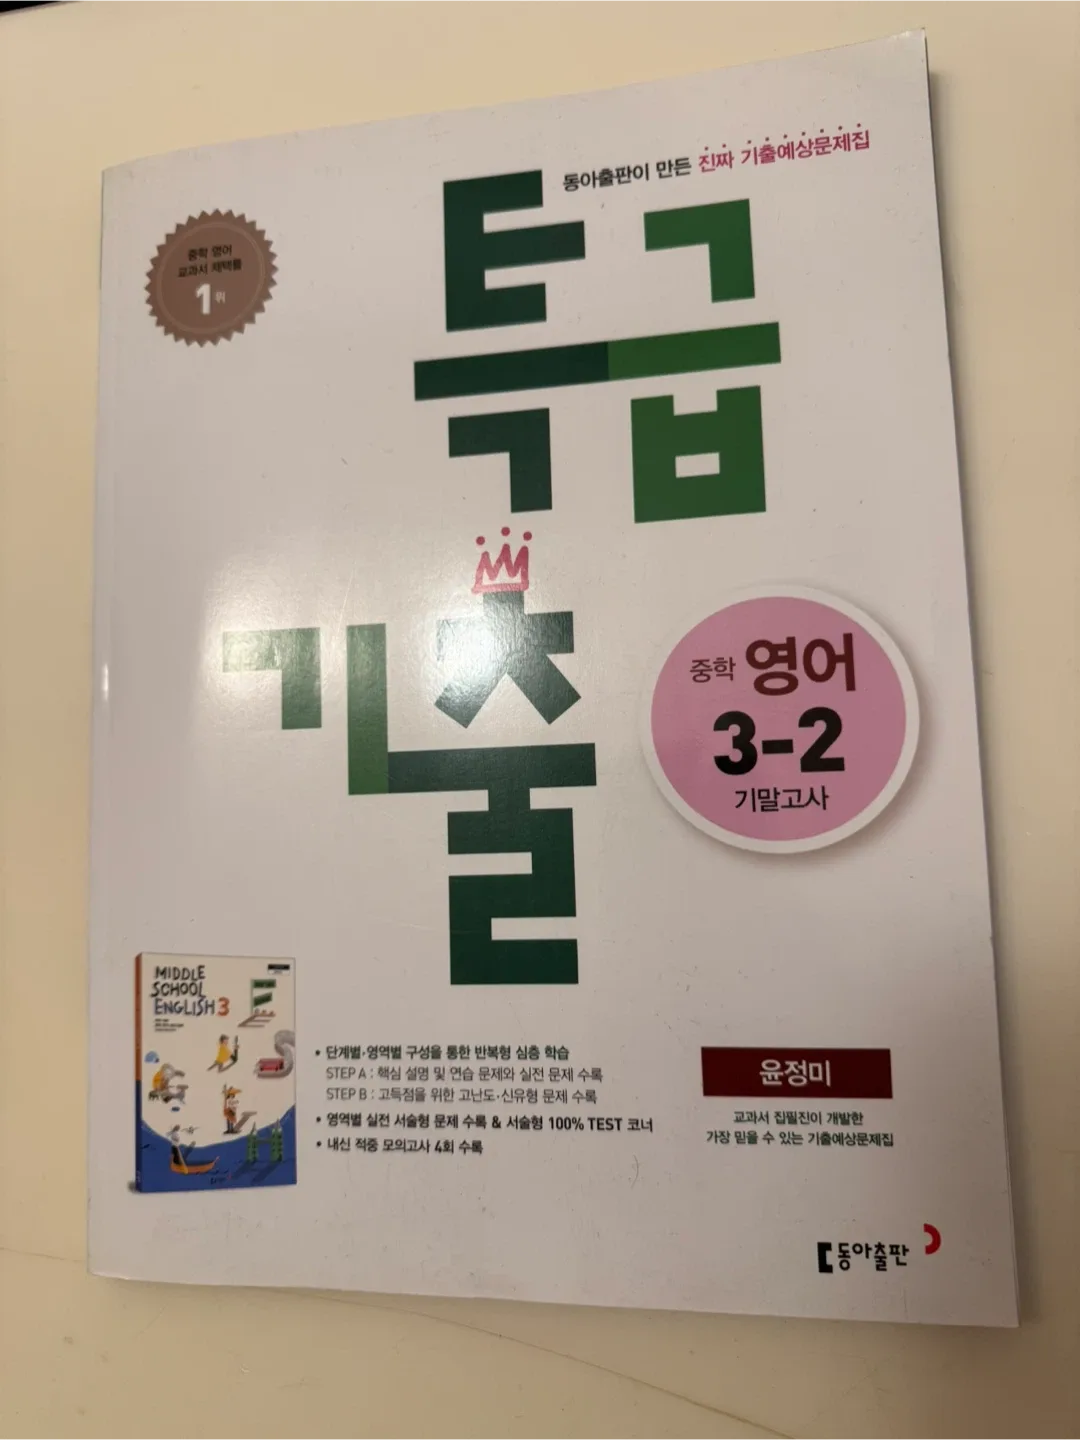 동아출판이 만든 진짜 기출예상문제집
중학 영어
교과서 채택률
1위
특급
기출
중학 영어
3-2
기말고사
MIDDLE
SCHOOL
ENGLISH 3
• 단계별·영역별 구성을 통한 반복형 심층 학습
STEP A : 핵심 설명 및 연습 문제와 실전 문제 수록
STEP B : 고득점을 위한 고난도·신유형 문제 수록
• 영역별 실전 서술형 문제 수록 & 서술형 100% TEST 코너
• 내신 적중 모의고사 4회 수록
윤정미
교과서 집필진이 개발한
가장 믿을 수 있는 기출예상문제집
동아출판